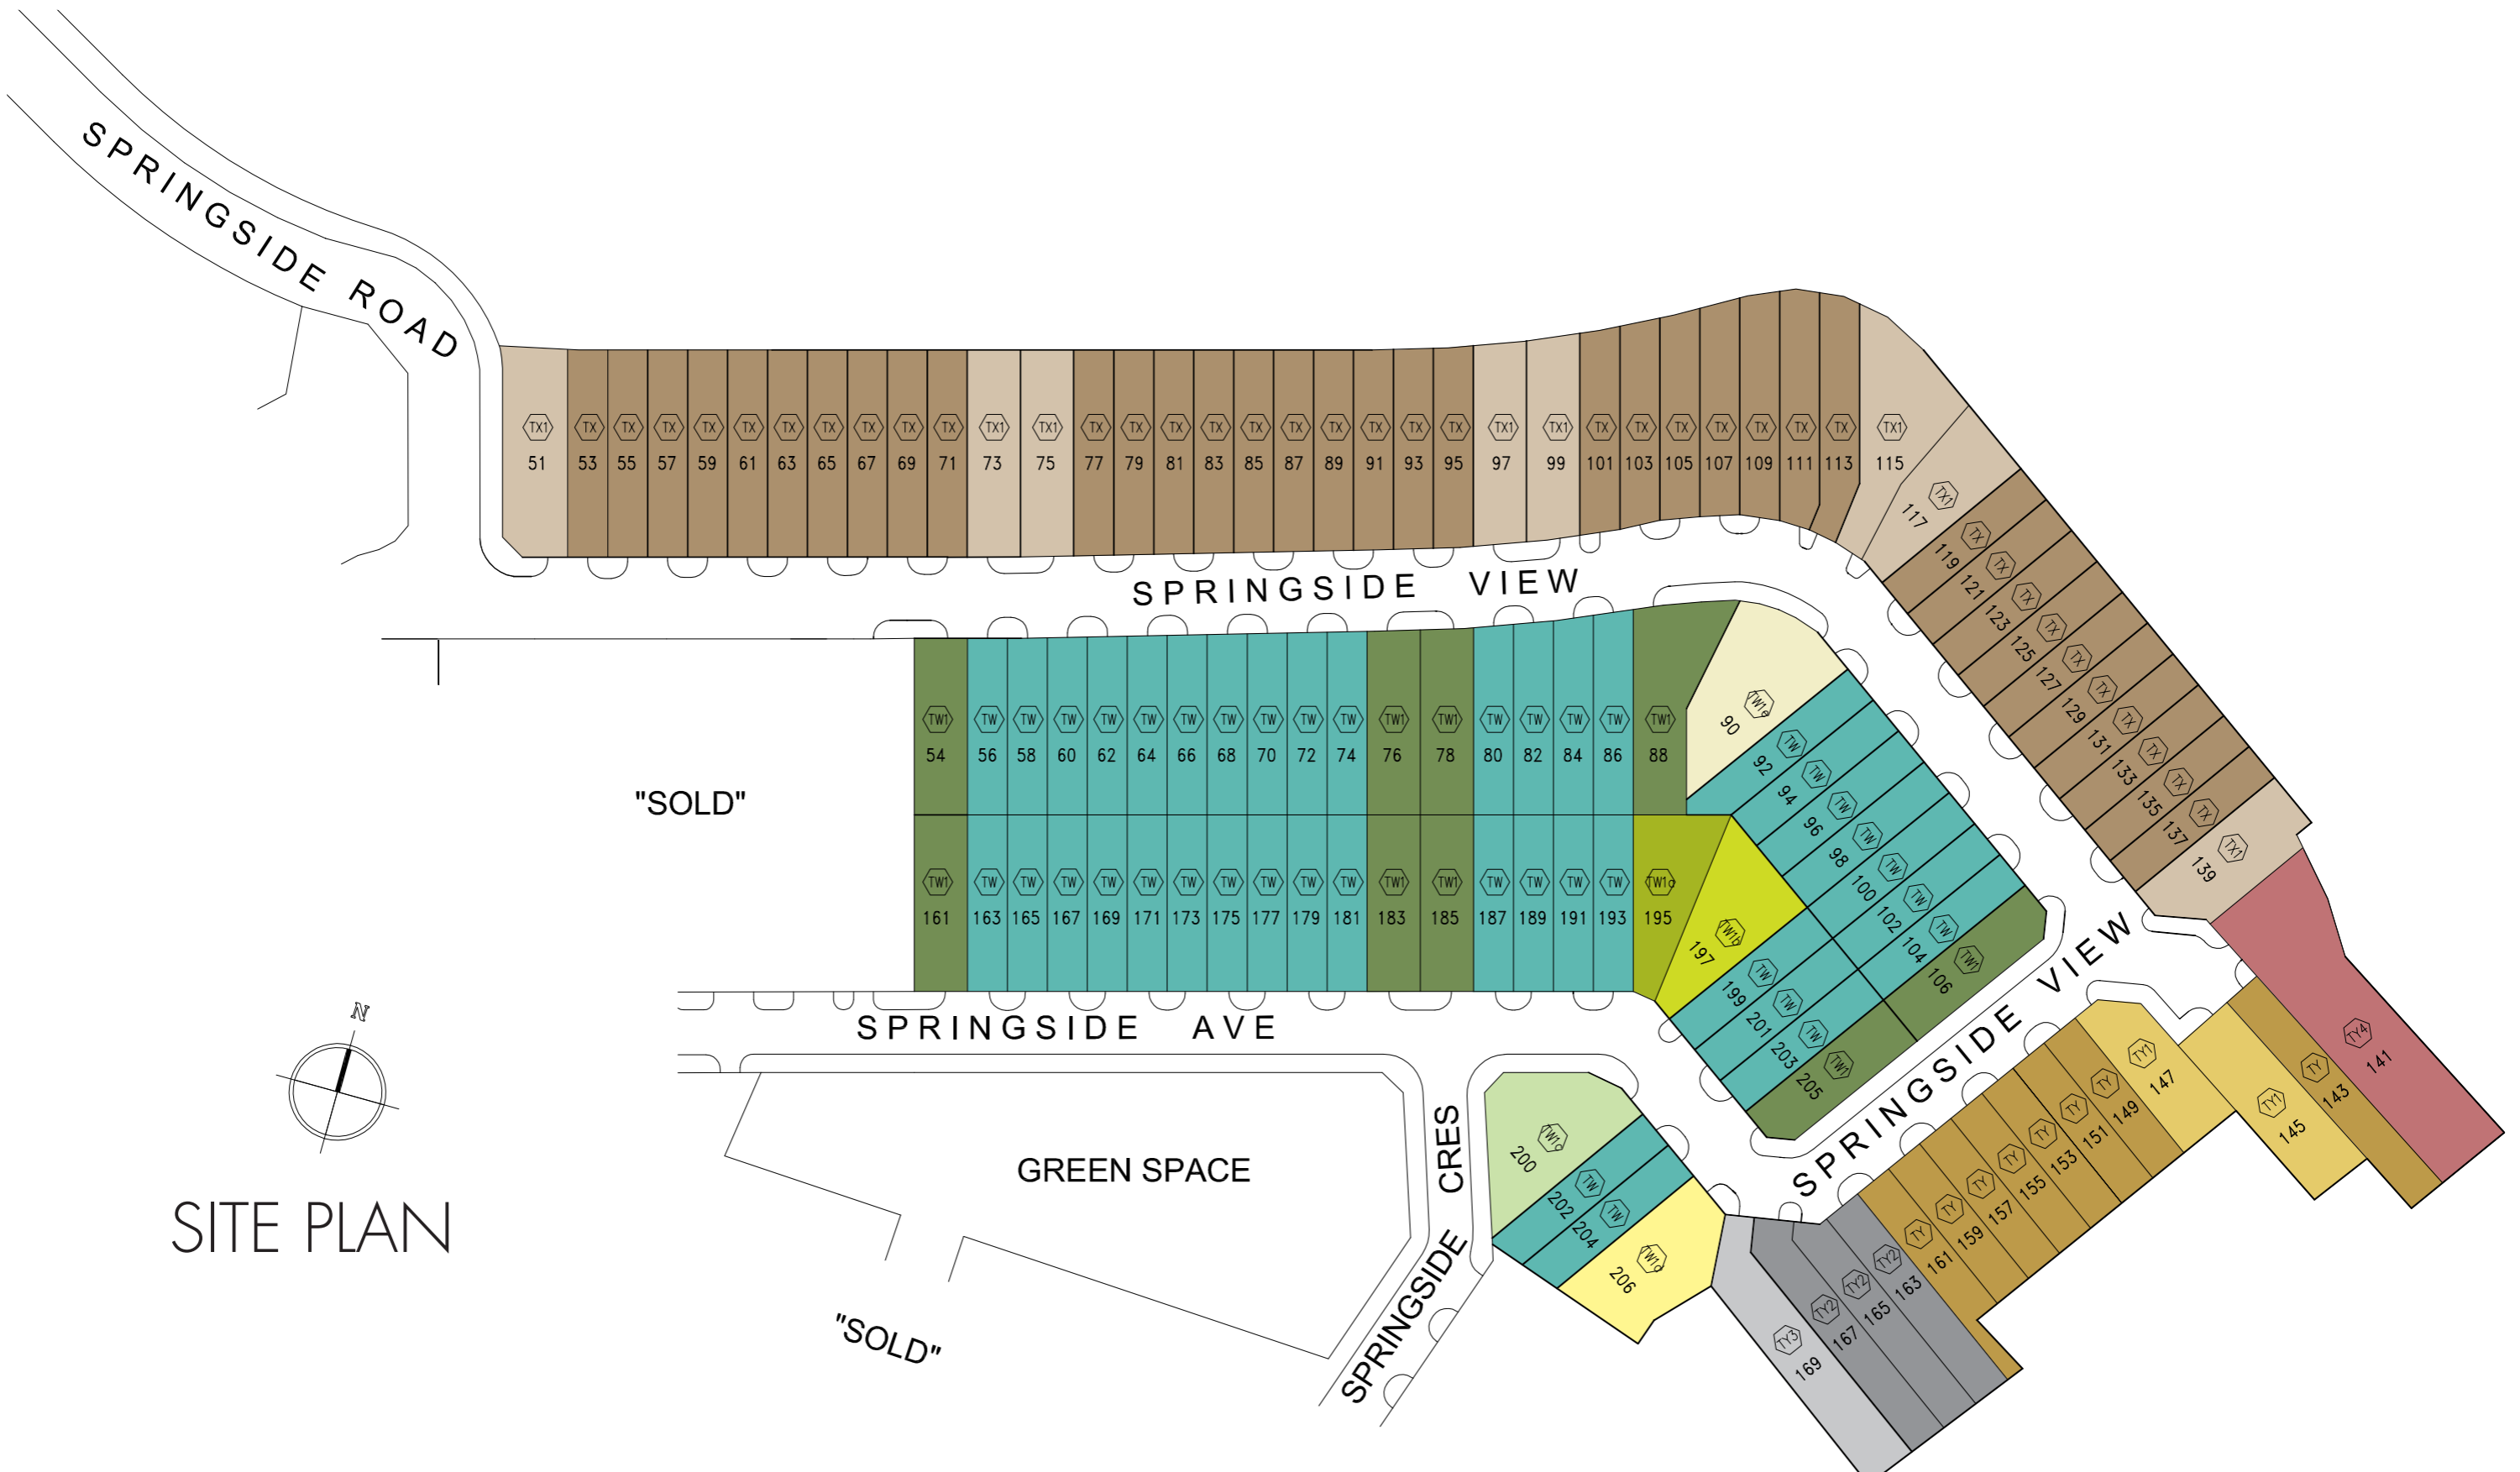 SPRINGSIDE ROAD
TX1 TX TX TX TX TX TX TX TX TX TX TX1 TX1 TX TX TX TX TX TX TX TX TX TX TX1 TX1 TX TX TX TX TX TX TX TX1
51 53 55 57 59 61 63 65 67 69 71 73 75 77 79 81 83 85 87 89 91 93 95 97 99 101 103 105 107 109 111 113 115
TX1 117
TX 119
TX 121
TX 123
TX 125
TX 127
TX 129
TX 131
TX 133
TX 135
TX 137
TX1 139
SPRINGSIDE VIEW
TW1 TW TW TW TW TW TW TW TW TW TW TW1 TW1 TW TW TW TW TW1
54 56 58 60 62 64 66 68 70 72 74 76 78 80 82 84 86 88
90
TW 92
TW 94
TW 96
TW 98
TW 100
TW 102
TW 104
TW1 106
"SOLD"
TW1 TW TW TW TW TW TW TW TW TW TW TW1 TW1 TW TW TW TW TW1a
161 163 165 167 169 171 173 175 177 179 181 183 185 187 189 191 193 195
TW1b 197
TW 199
TW 201
TW 203
TW1 205
SPRINGSIDE AVE
SPRINGSIDE VIEW
TY4 141
TY 143
TY1 145
TY1 147
TY 149
TY 151
TY 153
TY 155
TY 157
TY 159
TY 161
TY2 163
TY2 165
TY2 167
TY3 169
N
SITE PLAN
GREEN SPACE
SPRINGSIDE CRES
TW1c 200
TW 202
TW 204
TW1d 206
"SOLD"